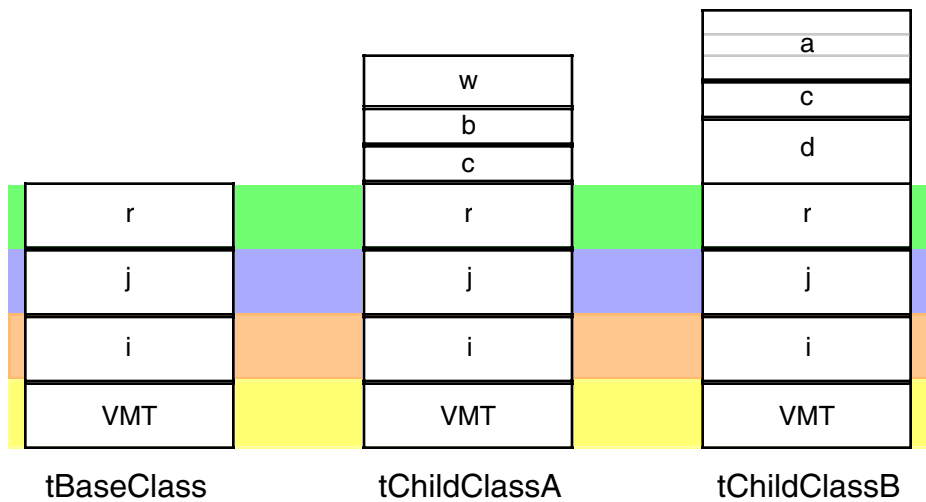 a
w
c
b
d
c
r
r
r
j
j
j
i
i
i
VMT
VMT
VMT
tBaseClass
tChildClassA
tChildClassB